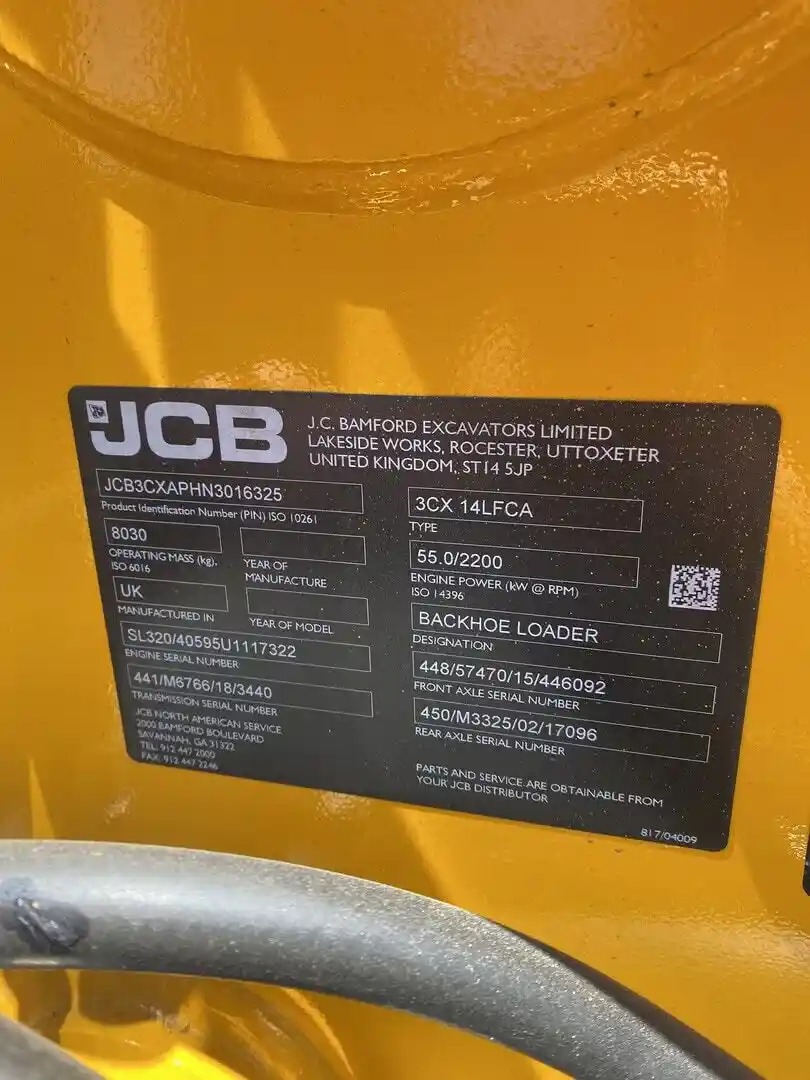 JCB
J.C. BAMFORD EXCAVATORS LIMITED
LAKESIDE WORKS, ROCESTER, UTTOXETER
UNITED KINGDOM, ST14 5JP
JCB3CXAPHN3016325
Product Identification Number (PIN) ISO 10261
8030
OPERATING MASS (kg).
ISO 6016
YEAR OF
MANUFACTURE
UK
MANUFACTURED IN
YEAR OF MODEL
SL320/40595U1117322
ENGINE SERIAL NUMBER
441/M6766/18/3440
TRANSMISSION SERIAL NUMBER
JCB NORTH AMERICAN SERVICE
2000 BAMFORD BOULEVARD
SAVANNAH, GA 31322
TEL: 912 447 2000
FAX: 912 447 2246
3CX 14LFCA
TYPE
55.0/2200
ENGINE POWER (kW @ RPM)
ISO 14396
BACKHOE LOADER
DESIGNATION
448/57470/15/446092
FRONT AXLE SERIAL NUMBER
450/M3325/02/17096
REAR AXLE SERIAL NUMBER
PARTS AND SERVICE ARE OBTAINABLE FROM
YOUR JCB DISTRIBUTOR
817/04009